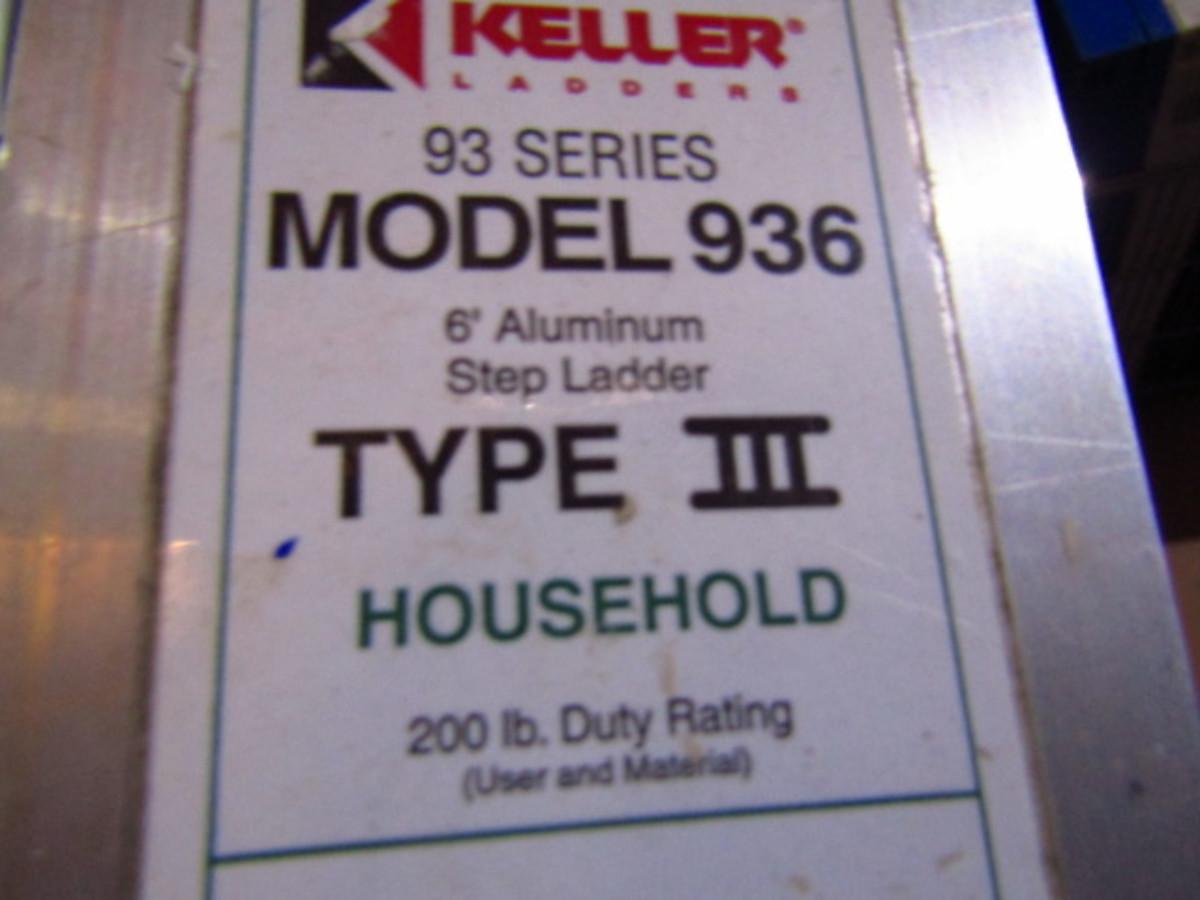 KELLER®
LADDERS
93 SERIES
MODEL 936
6' Aluminum
Step Ladder
TYPE III
HOUSEHOLD
200 lb. Duty Rating
(User and Material)